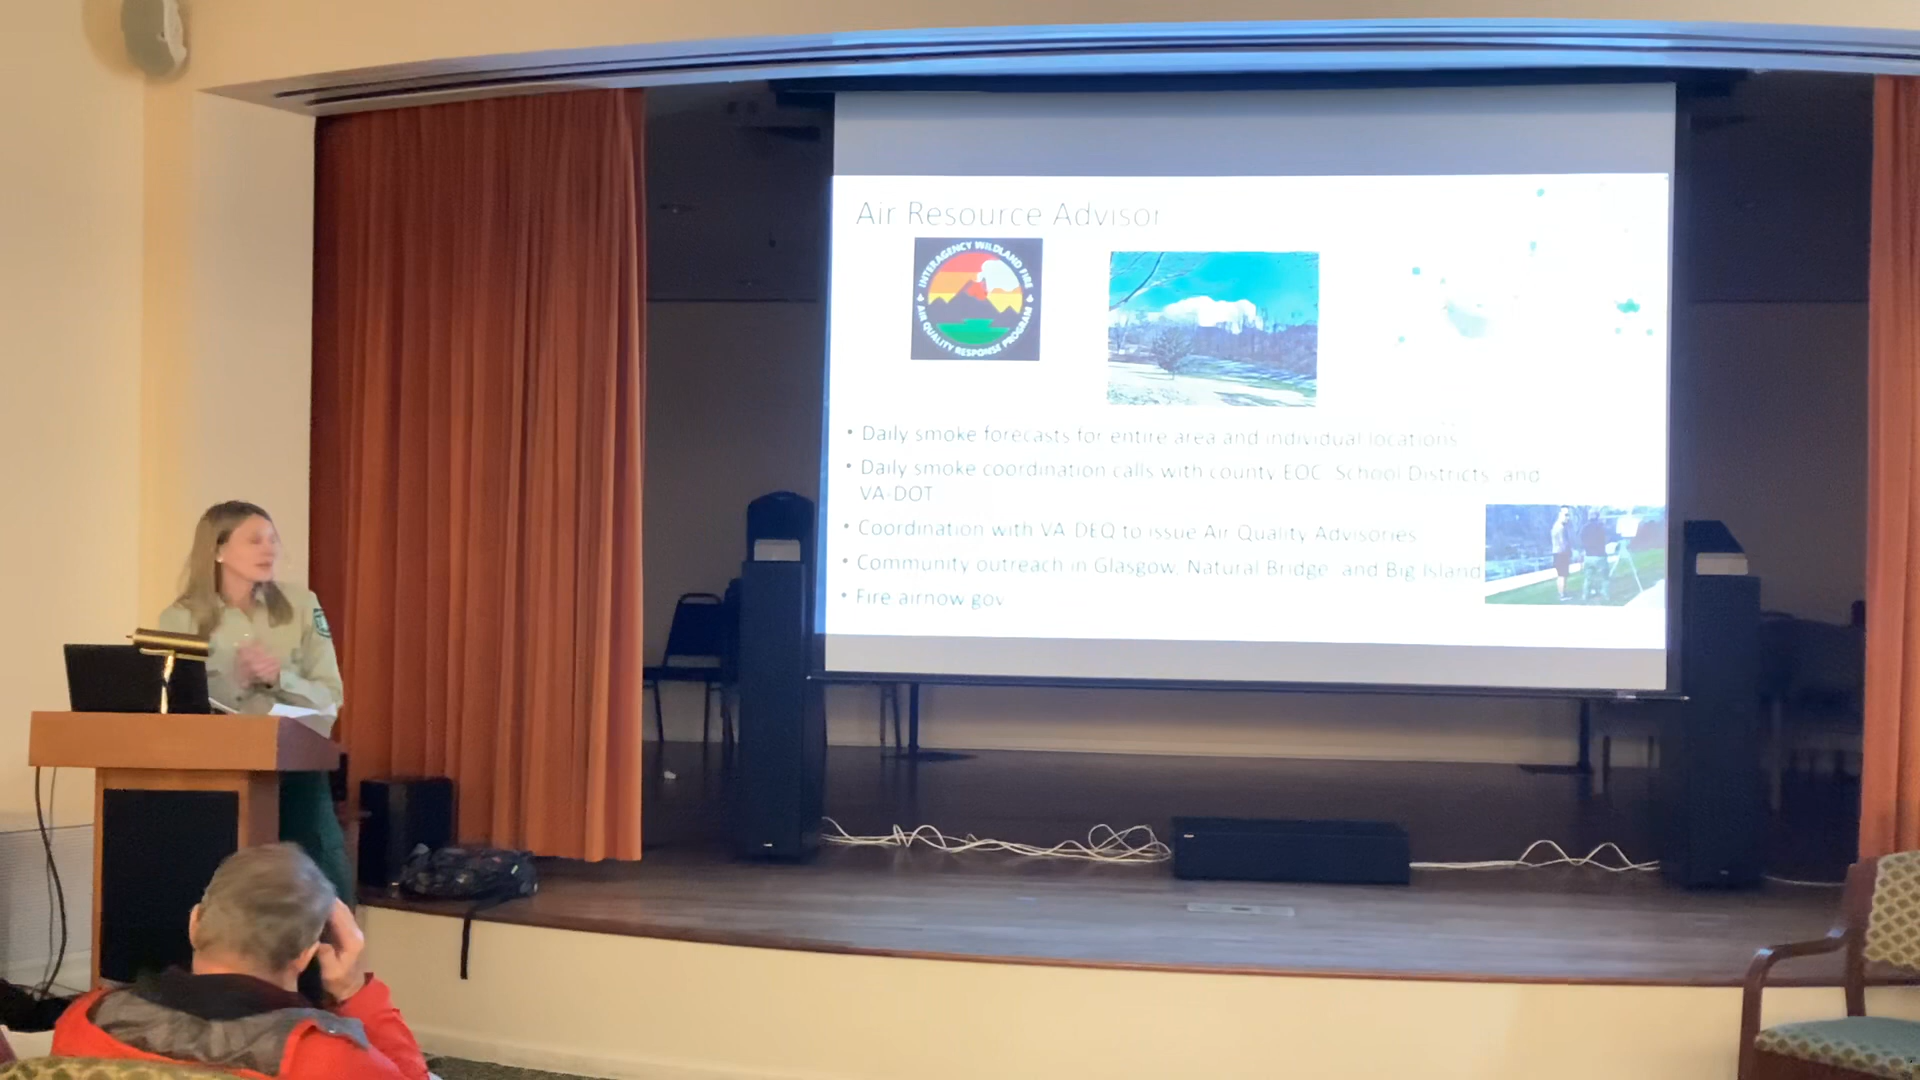 Air Resource Advisor
INTERAGENCY WILDLAND FIRE
AIR QUALITY RESPONSE PROGRAM
• Daily smoke forecasts for entire area and individual locations
• Daily smoke coordination calls with county EOC, School Districts, and
VA-DOT
• Coordination with VA DEQ to issue Air Quality Advisories
• Community outreach in Glasgow, Natural Bridge, and Big Island
• Fire airnow gov